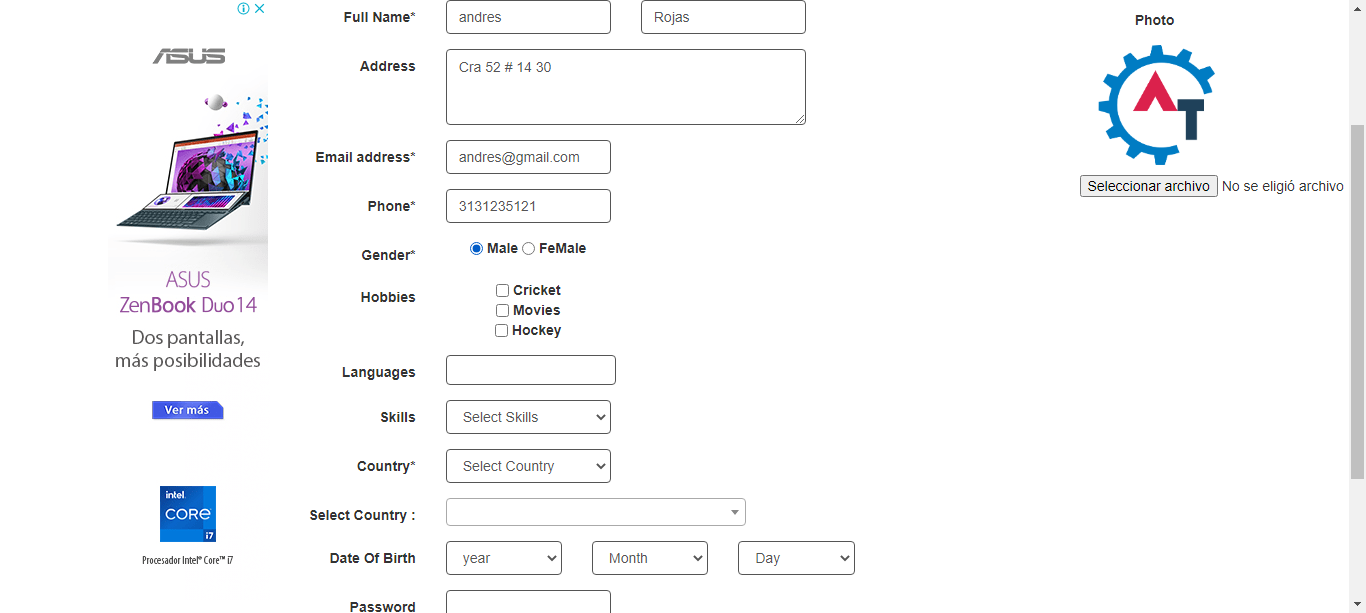 ASUS
ASUS
ZenBook Duo 14
Dos pantallas,
más posibilidades
Ver más
intel.
CORE
i7
Procesador Intel® Core™ i7
Full Name* andres Rojas
Address Cra 52 # 14 30
Email address* andres@gmail.com
Phone* 3131235121
Gender* Male FeMale
Hobbies Cricket
Movies
Hockey
Languages
Skills Select Skills
Country* Select Country
Select Country :
Date Of Birth year Month Day
Password
Photo
AT
Seleccionar archivo No se eligió archivo